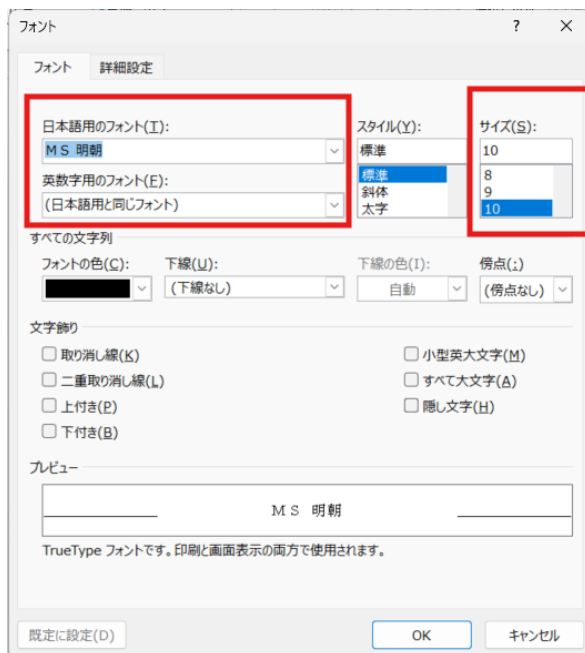 フォント
? ×
フォント 詳細設定
日本語用のフォント(T): スタイル(Y): サイズ(S):
ＭＳ 明朝 標準 10
英数字用のフォント(F): 標準 8
(日本語用と同じフォント) 斜体 9
太字 10
すべての文字列
フォントの色(C): 下線(U): 下線の色(I): 傍点(:)
(下線なし) 自動 (傍点なし)
文字飾り
取り消し線(K) 小型英大文字(M)
二重取り消し線(L) すべて大文字(A)
上付き(P) 隠し文字(H)
下付き(B)
プレビュー
ＭＳ 明朝
TrueType フォントです。印刷と画面表示の両方で使用されます。
既定に設定(D) OK キャンセル